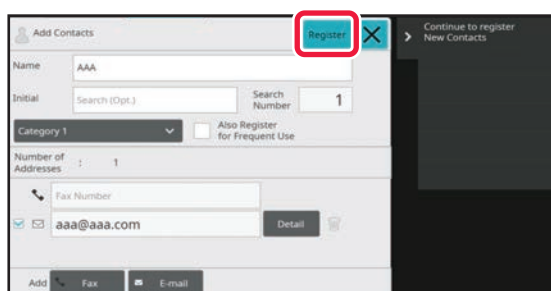 Add Contacts
Register
Continue to register
New Contacts
Name
AAA
Initial
Search (Opt.)
Search
Number
1
Category 1
Also Register
for Frequent Use
Number of
Addresses
:
1
Fax Number
aaa@aaa.com
Detail
Add
Fax
E-mail